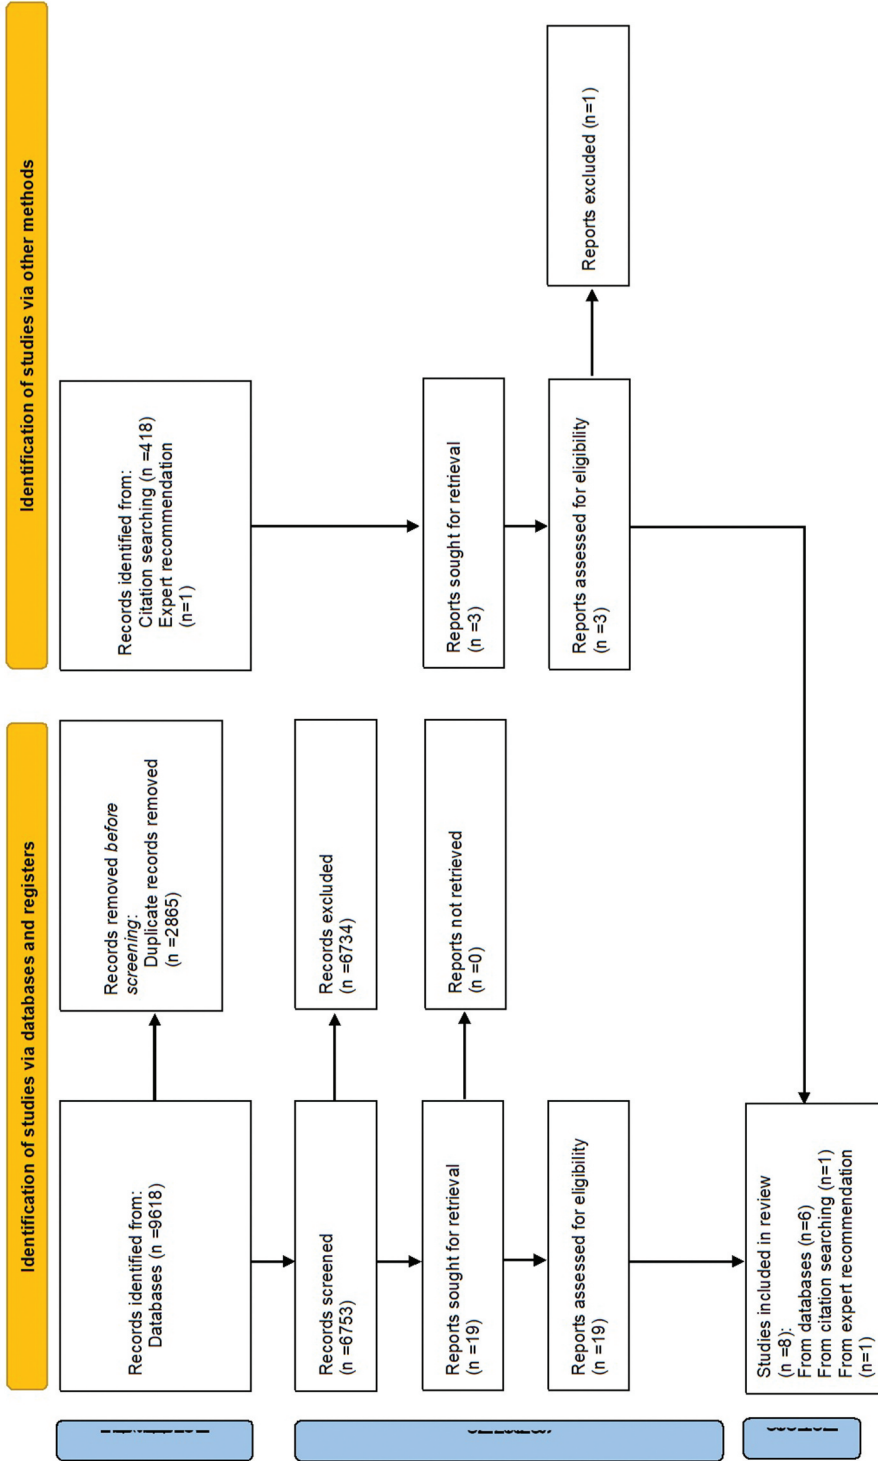 Identification of studies via databases and registers
Identification of studies via other methods
Records identified from:
Databases (n =9618)
Records removed before
screening:
Duplicate records removed
(n =2865)
Records identified from:
Citation searching (n =418)
Expert recommendation
(n=1)
Records screened
(n =6753)
Records excluded
(n =6734)
Reports sought for retrieval
(n =19)
Reports not retrieved
(n =0)
Reports sought for retrieval
(n =3)
Reports assessed for eligibility
(n =19)
Reports assessed for eligibility
(n =3)
Reports excluded (n=1)
Studies included in review
(n =8):
From databases (n=6)
From citation searching (n=1)
From expert recommendation
(n=1)